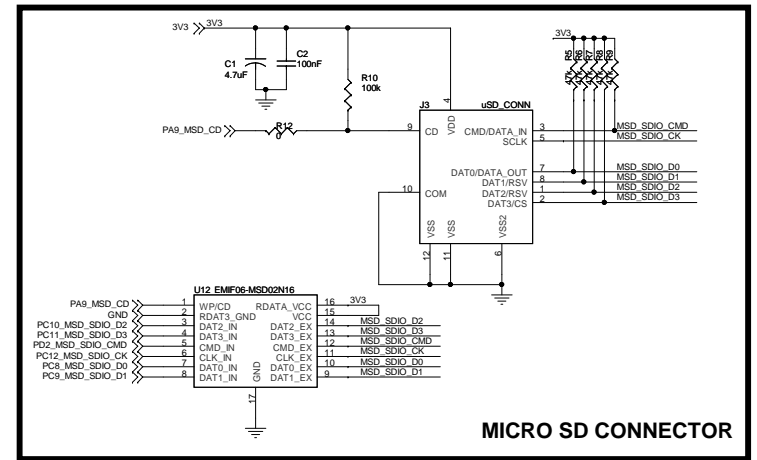 3V3 3V3
C1
4.7uF
C2
100nF
R10
100k
PA9_MSD_CD
R12
0
J3 uSD_CONN
4
VDD
9 CD
10 COM
CMD/DATA_IN 3 MSD_SDIO_CMD
SCLK 5 MSD_SDIO_CK
DAT0/DATA_OUT 7 MSD_SDIO_D0
DAT1/RSV 8 MSD_SDIO_D1
DAT2/RSV 1 MSD_SDIO_D2
DAT3/CS 2 MSD_SDIO_D3
VSS VSS VSS2
12 11 6
3V3
R5 R6 R7 R8 R9
47k 47k 47k 47k 47k
U12 EMIF06-MSD02N16
PA9_MSD_CD 1 WP/CD RDATA_VCC 16 3V3
GND 2 RDAT3_GND VCC 15
PC10_MSD_SDIO_D2 3 DAT2_IN DAT2_EX 14 MSD_SDIO_D2
PC11_MSD_SDIO_D3 4 DAT3_IN DAT3_EX 13 MSD_SDIO_D3
PD2_MSD_SDIO_CMD 5 CMD_IN CMD_EX 12 MSD_SDIO_CMD
PC12_MSD_SDIO_CK 6 CLK_IN CLK_EX 11 MSD_SDIO_CK
PC8_MSD_SDIO_D0 7 DAT0_IN DAT0_EX 10 MSD_SDIO_D0
PC9_MSD_SDIO_D1 8 DAT1_IN DAT1_EX 9 MSD_SDIO_D1
GND
17
MICRO SD CONNECTOR